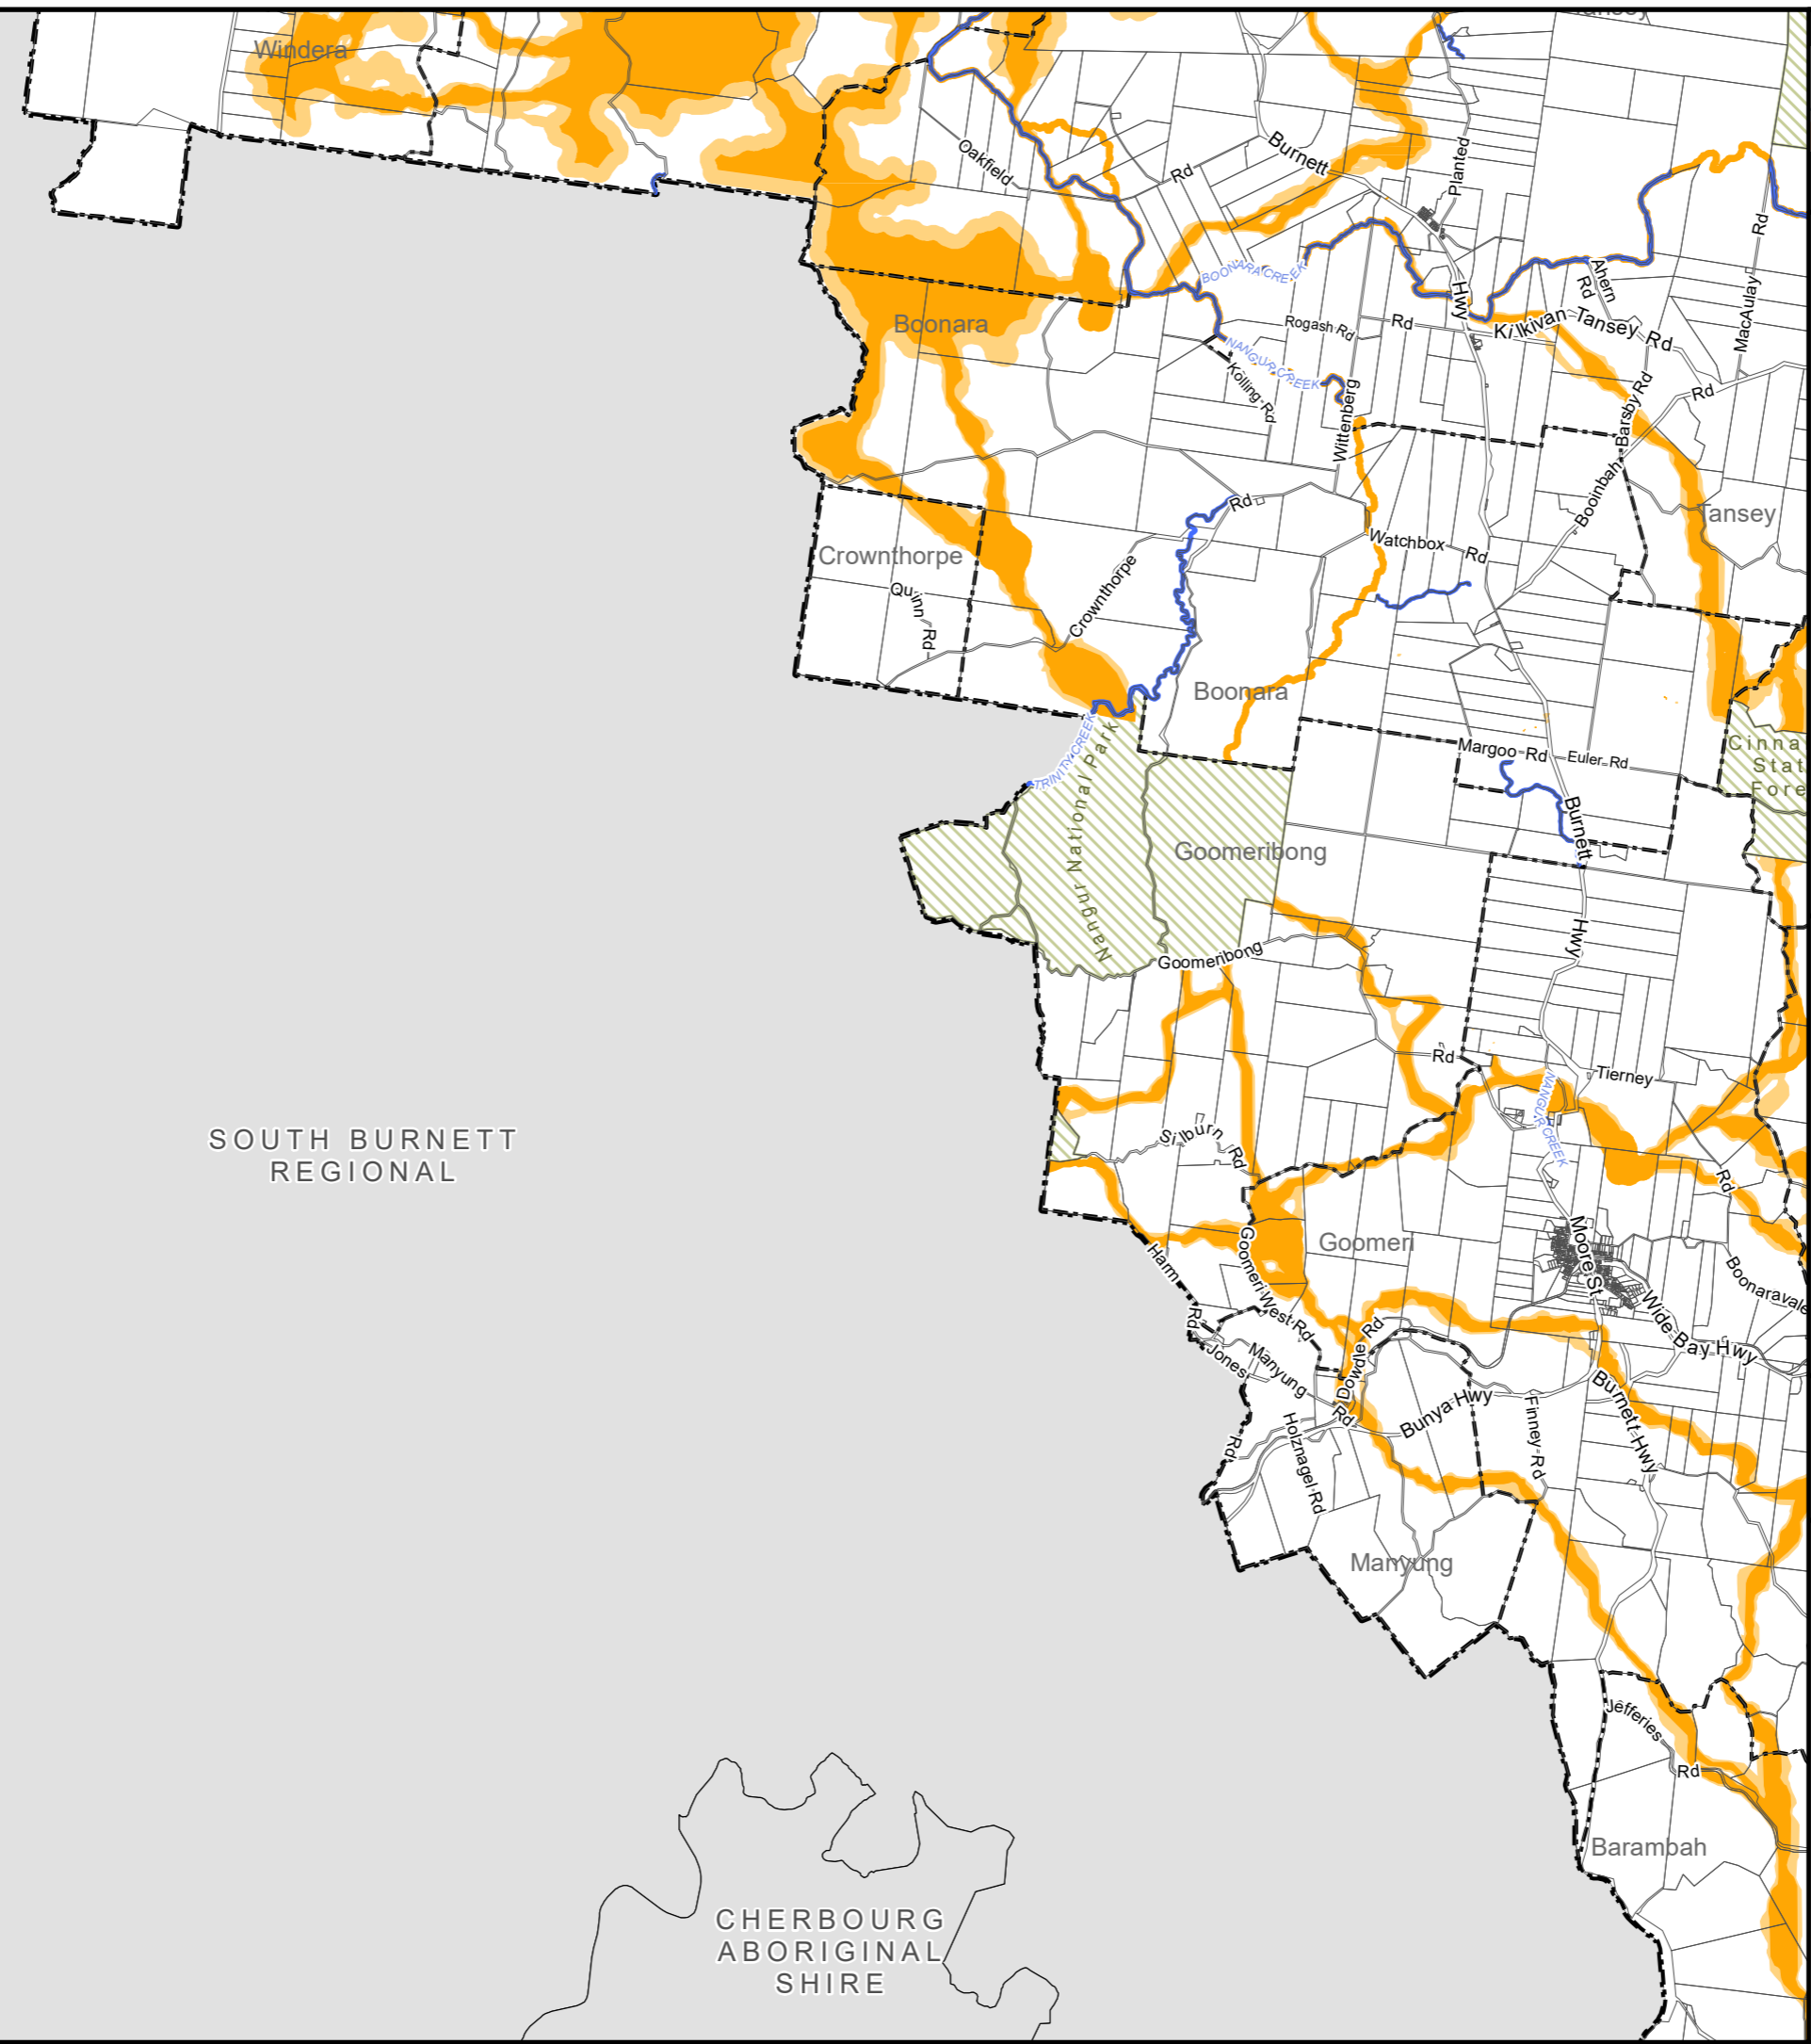 Windera
Oakfield
Rd
Burnett
Planted
BOONARA CREEK
Hwy
Ahern
Rd
MacAulay
Rd
Boonara
Rogash Rd
Rd
Kilkivan
Tansey Rd
NANGUR CREEK
Kolling Rd
Wittenberg
Barsby Rd
Rd
Booinbah
Tansey
Rd
Watchbox
Rd
Crownthorpe
Quinn
Rd
Crownthorpe
Boonara
TRINITY CREEK
Nangur National Park
Margoo Rd
Euler Rd
Burnett
Hwy
Goomeribong
Goomeribong
Rd
Tierney
NANGUR CREEK
SOUTH BURNETT
REGIONAL
Silburn
Rd
Rd
Goomeri
Moore St
Harm
Rd
Goomeri West Rd
Boonaravale
Wide Bay Hwy
Jones
Rd
Manyung
Rd
Dowdle Rd
Bunya Hwy
Burnett Hwy
Finney Rd
Holznagel Rd
Manyung
Jefferies
Rd
Barambah
CHERBOURG
ABORIGINAL
SHIRE